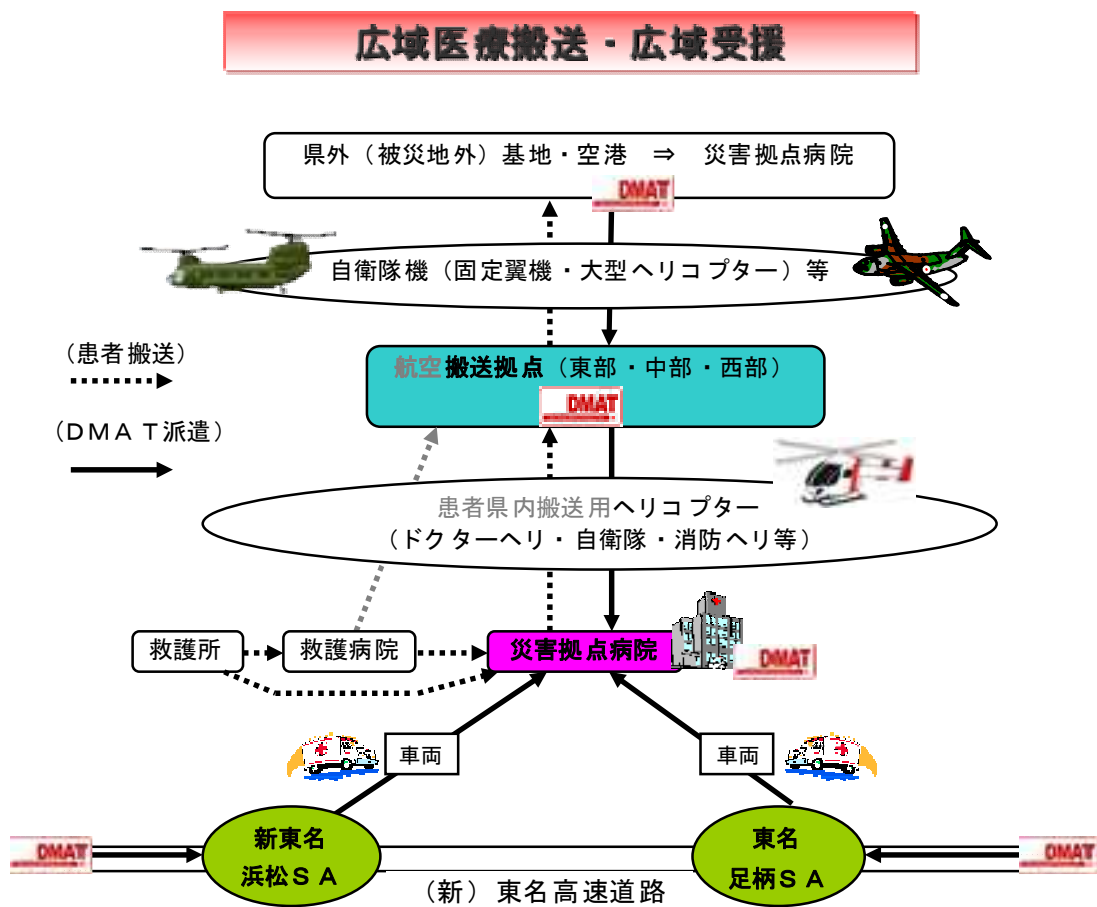 広域医療搬送・広域受援
県外（被災地外）基地・空港　⇒　災害拠点病院
DMAT
自衛隊機（固定翼機・大型ヘリコプター）等
（患者搬送）
航空搬送拠点（東部・中部・西部）
DMAT
（ＤＭＡＴ派遣）
患者県内搬送用ヘリコプター
（ドクターヘリ・自衛隊・消防ヘリ等）
救護所
救護病院
災害拠点病院
DMAT
車両
車両
新東名
浜松ＳＡ
東名
足柄ＳＡ
DMAT
DMAT
（新）東名高速道路